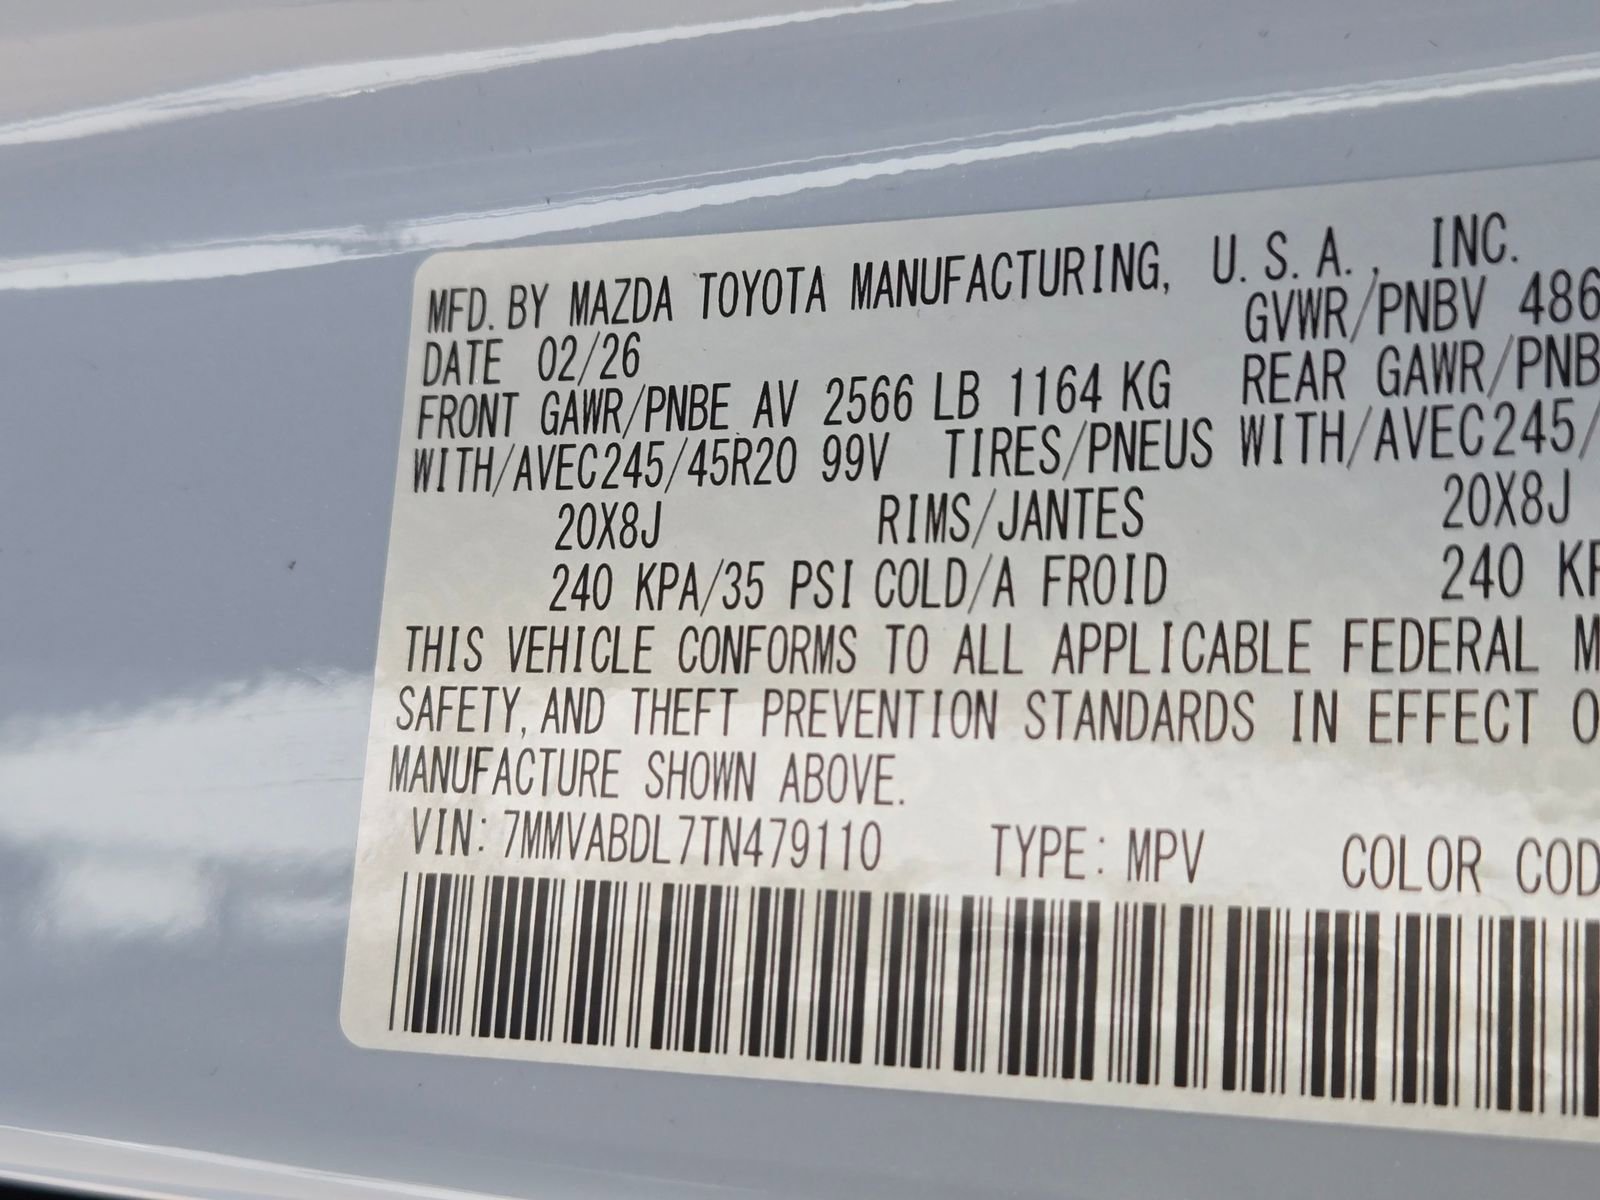 MFD. BY MAZDA TOYOTA MANUFACTURING, U.S.A., INC.
DATE 02/26 GVWR/PNBV 486
FRONT GAWR/PNBE AV 2566 LB 1164 KG REAR GAWR/PNB
WITH/AVEC245/45R20 99V TIRES/PNEUS WITH/AVEC245/
20X8J RIMS/JANTES 20X8J
240 KPA/35 PSI COLD/A FROID 240 KP
THIS VEHICLE CONFORMS TO ALL APPLICABLE FEDERAL M
SAFETY, AND THEFT PREVENTION STANDARDS IN EFFECT O
MANUFACTURE SHOWN ABOVE.
VIN: 7MMVABDL7TN479110 TYPE: MPV COLOR COD